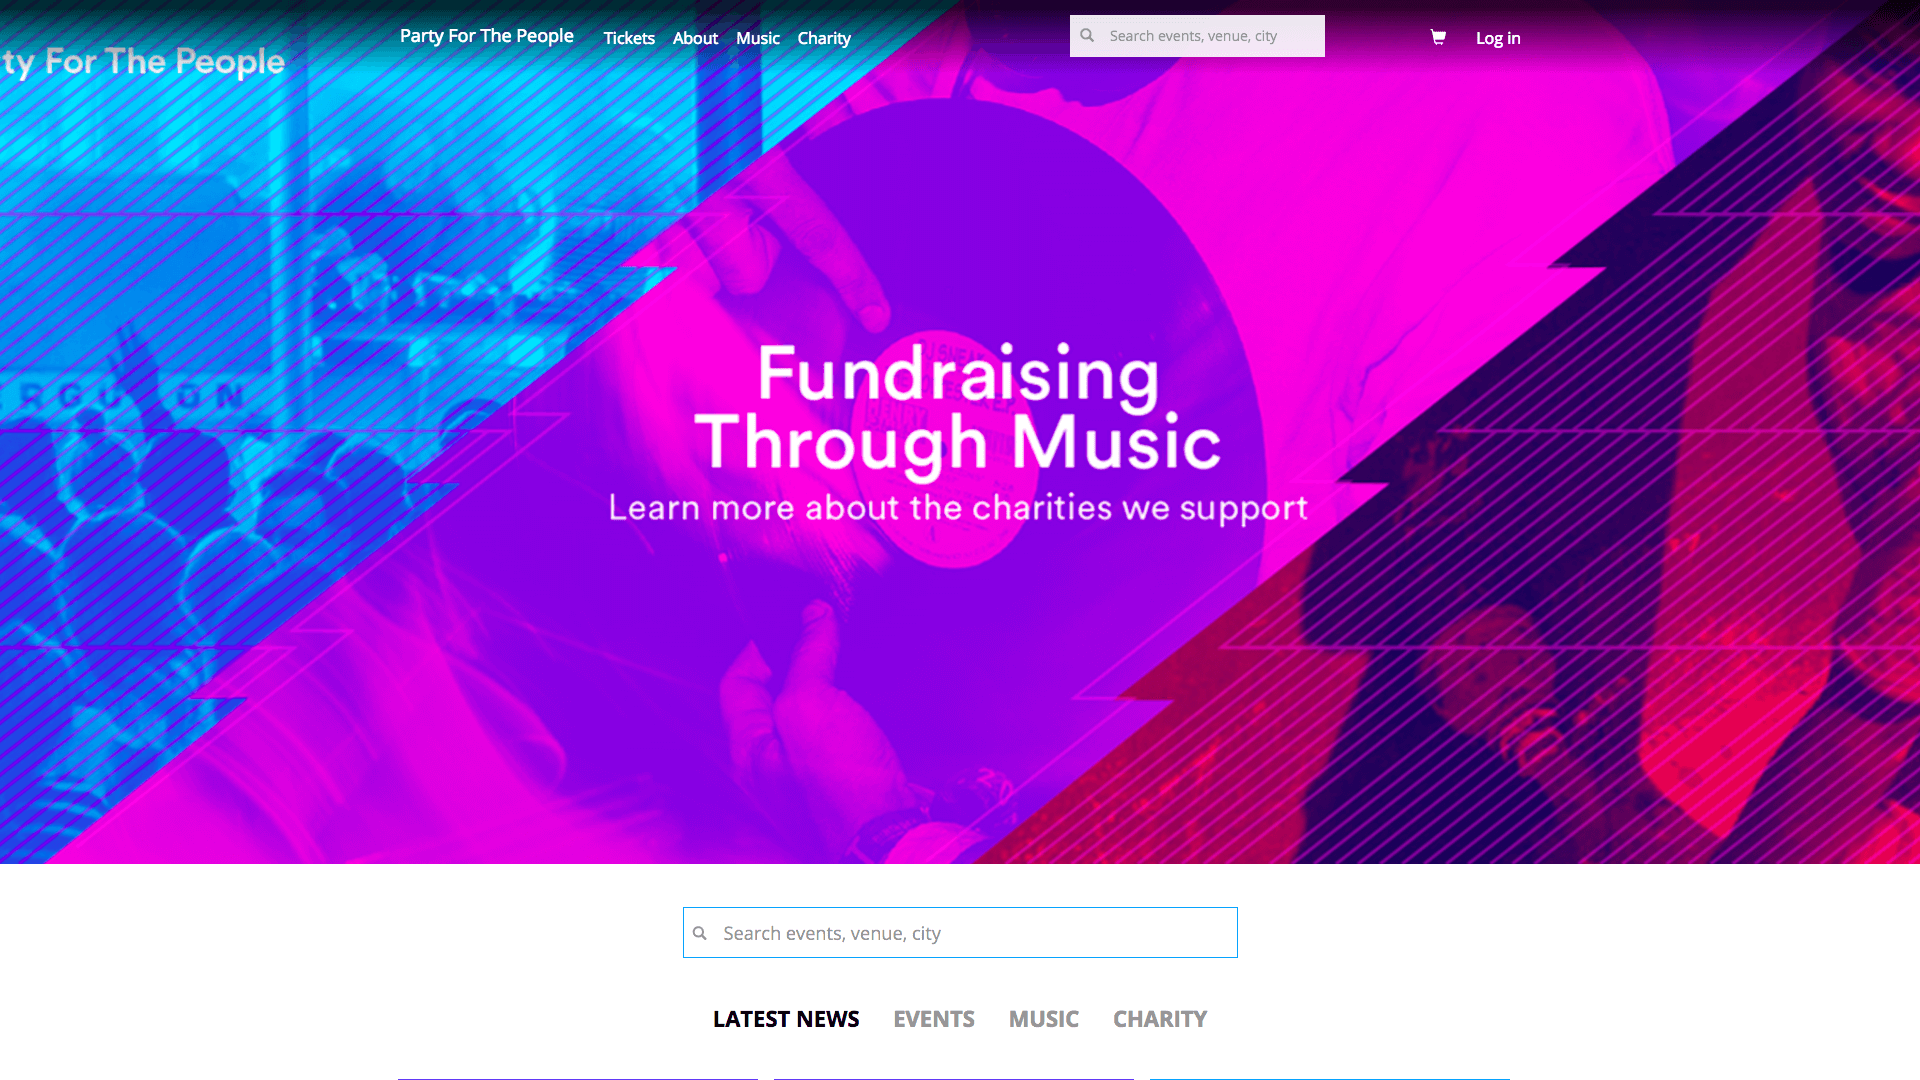 Party For The People
Tickets
About
Music
Charity
Search events, venue, city
Log in
ty For The People
Fundraising
Through Music
Learn more about the charities we support
Search events, venue, city
LATEST NEWS
EVENTS
MUSIC
CHARITY